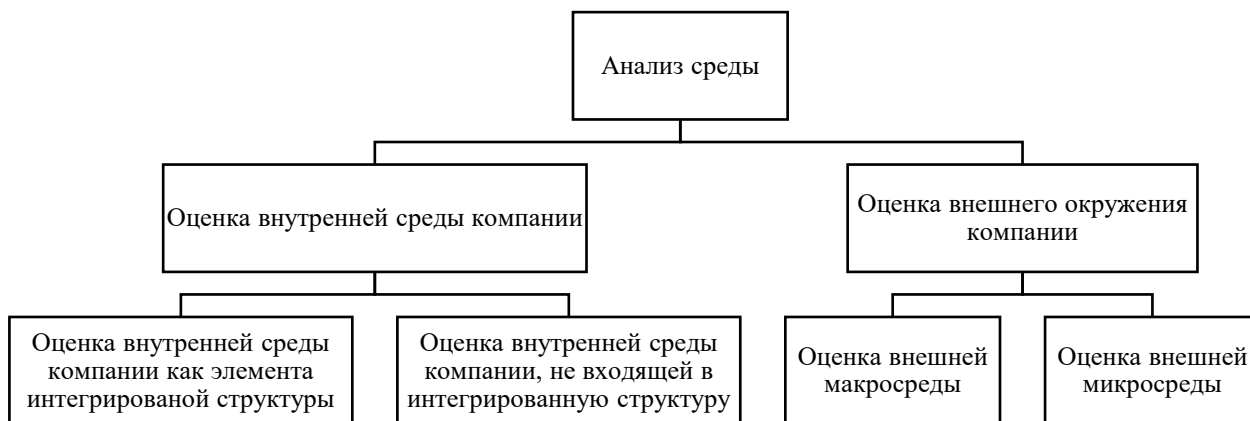 Анализ среды
Оценка внутренней среды компании
Оценка внешнего окружения
компании
Оценка внутренней среды
компании как элемента
интегрированой структуры
Оценка внутренней среды
компании, не входящей в
интегрированную структуру
Оценка внешней
макросреды
Оценка внешней
микросреды